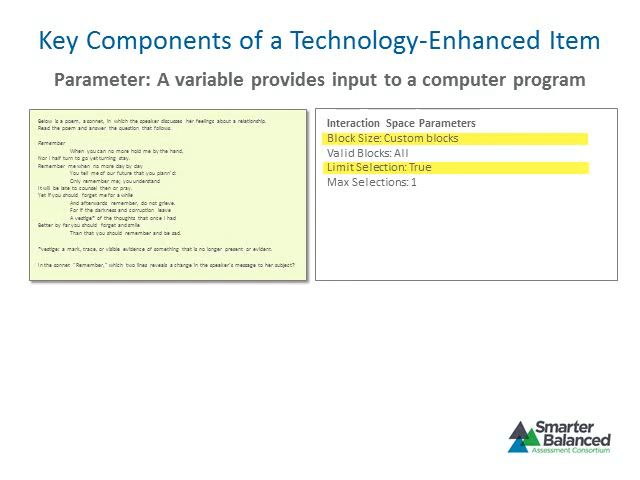 Key Components of a Technology-Enhanced Item
Parameter: A variable provides input to a computer program
Below is a poem, a sonnet, in which the speaker discusses her feelings about a relationship.
Read the poem and answer the question that follows.
Remember
When you can no more hold me by the hand,
Nor I half turn to go yet turning stay.
Remember me when no more day by day
You tell me of our future that you plann'd:
Only remember me; you understand
It will be late to counsel then or pray.
Yet if you should forget me for a while
And afterwards remember, do not grieve.
For if the darkness and corruption leave
A vestige* of the thoughts that once I had
Better by far you should forget and smile
Than that you should remember and be sad.
*vestige: a mark, trace, or visible evidence of something that is no longer present or evident.
In the sonnet "Remember," which two lines reveals a change in the speaker's message to her subject?
Interaction Space Parameters
Block Size: Custom blocks
Valid Blocks: All
Limit Selection: True
Max Selections: 1
Smarter
Balanced
Assessment Consortium